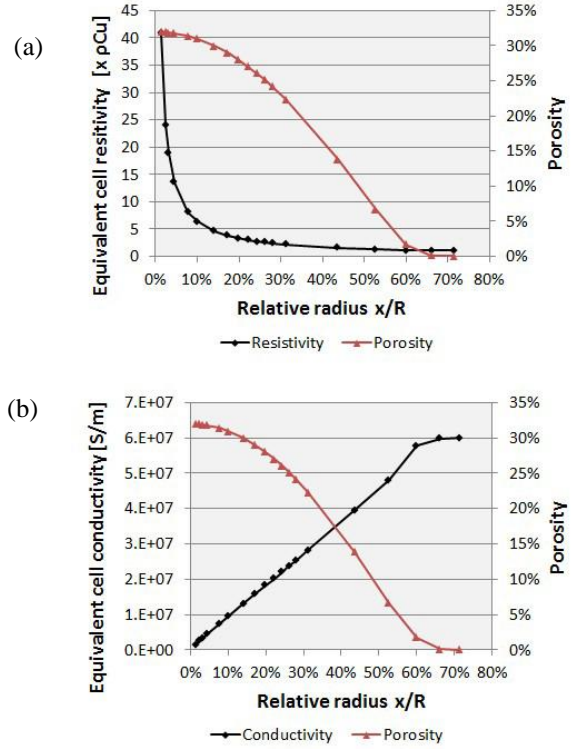 (a)
Equivalent cell resitivity [x ρCu]
45
40
35
30
25
20
15
10
5
0
35%
30%
25%
20%
15%
10%
5%
0%
Porosity
0% 10% 20% 30% 40% 50% 60% 70% 80%
Relative radius x/R
Resistivity Porosity
(b)
Equivalent cell conductivity [S/m]
7.E+07
6.E+07
5.E+07
4.E+07
3.E+07
2.E+07
1.E+07
0.E+00
35%
30%
25%
20%
15%
10%
5%
0%
Porosity
0% 10% 20% 30% 40% 50% 60% 70% 80%
Relative radius x/R
Conductivity Porosity